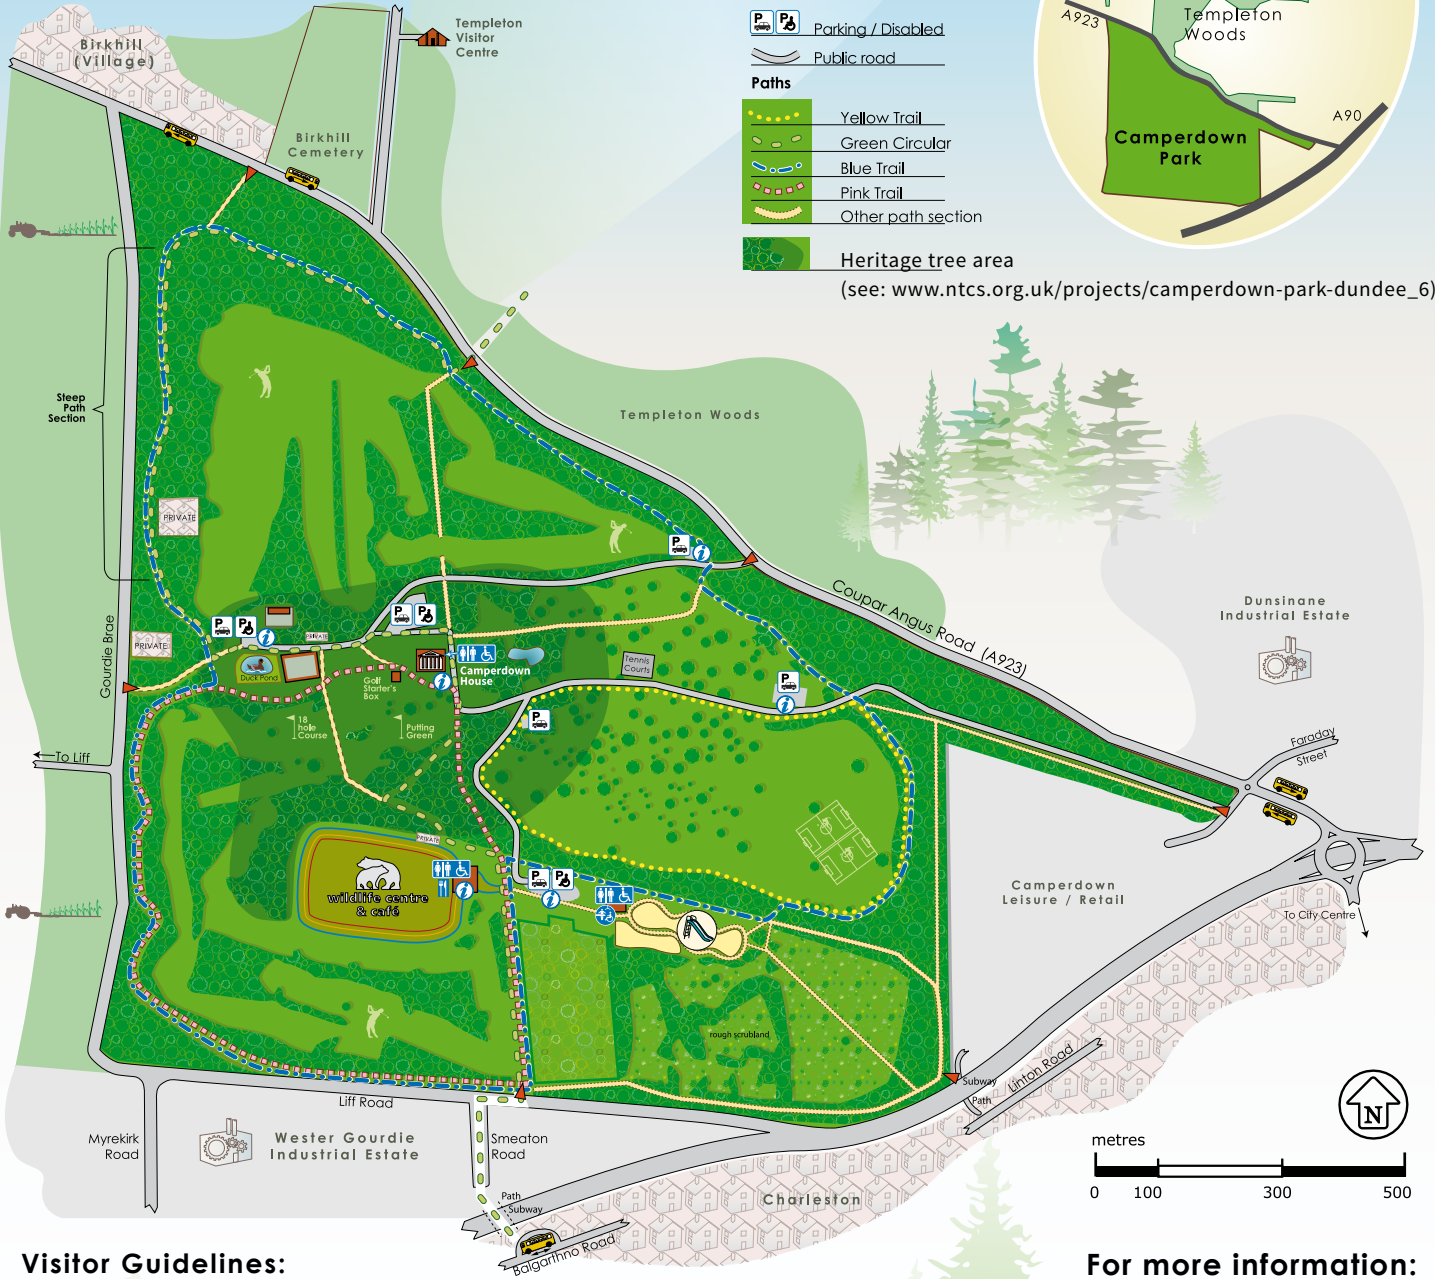 Birkhill
(Village)
Templeton
Visitor
Centre
Birkhill
Cemetery
P P Parking / Disabled
Public road
Paths
Yellow Trail
Green Circular
Blue Trail
Pink Trail
Other path section
Heritage tree area
(see: www.ntcs.org.uk/projects/camperdown-park-dundee_6)
A923
Templeton
Woods
A90
Camperdown
Park
Steep
Path
Section
Templeton Woods
PRIVATE
P
i
Coupar Angus Road (A923)
Dunsinane
Industrial Estate
Gourdie Brae
P P
i
P P
PRIVATE
PRIVATE
Duck Pond
Golf
Starter's
Box
Camperdown
House
i
Tennis
Courts
P
i
P
18
hole
Course
Putting
Green
To Liff
Faraday
Street
PRIVATE
wildlife centre
& café
i
P P
i
Camperdown
Leisure / Retail
To City Centre
rough scrubland
Subway
Path
Linton Road
Liff Road
Myrekirk
Road
Wester Gourdie
Industrial Estate
Smeaton
Road
Path
Subway
Charleston
Balgarthno Road
N
metres
0 100 300 500
Visitor Guidelines:
For more information: